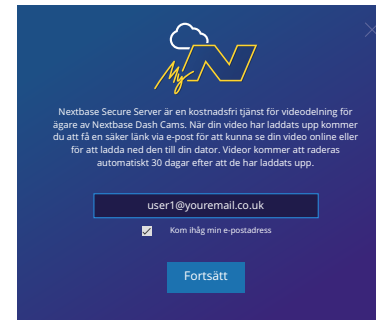 My N
Nextbase Secure Server är en kostnadsfri tjänst för videodelning för
ägare av Nextbase Dash Cams. När din video har laddats upp kommer
du att få en säker länk via e-post för att kunna se din video online eller
för att ladda ned den till din dator. Videor kommer att raderas
automatiskt 30 dagar efter att de har laddats upp.
user1@youremail.co.uk
Kom ihåg min e-postadress
Fortsätt